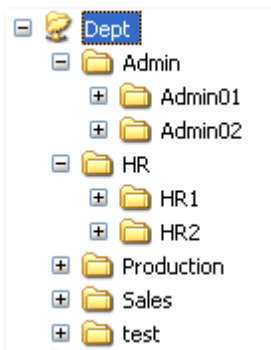 Dept
Admin
Admin01
Admin02
HR
HR1
HR2
Production
Sales
test